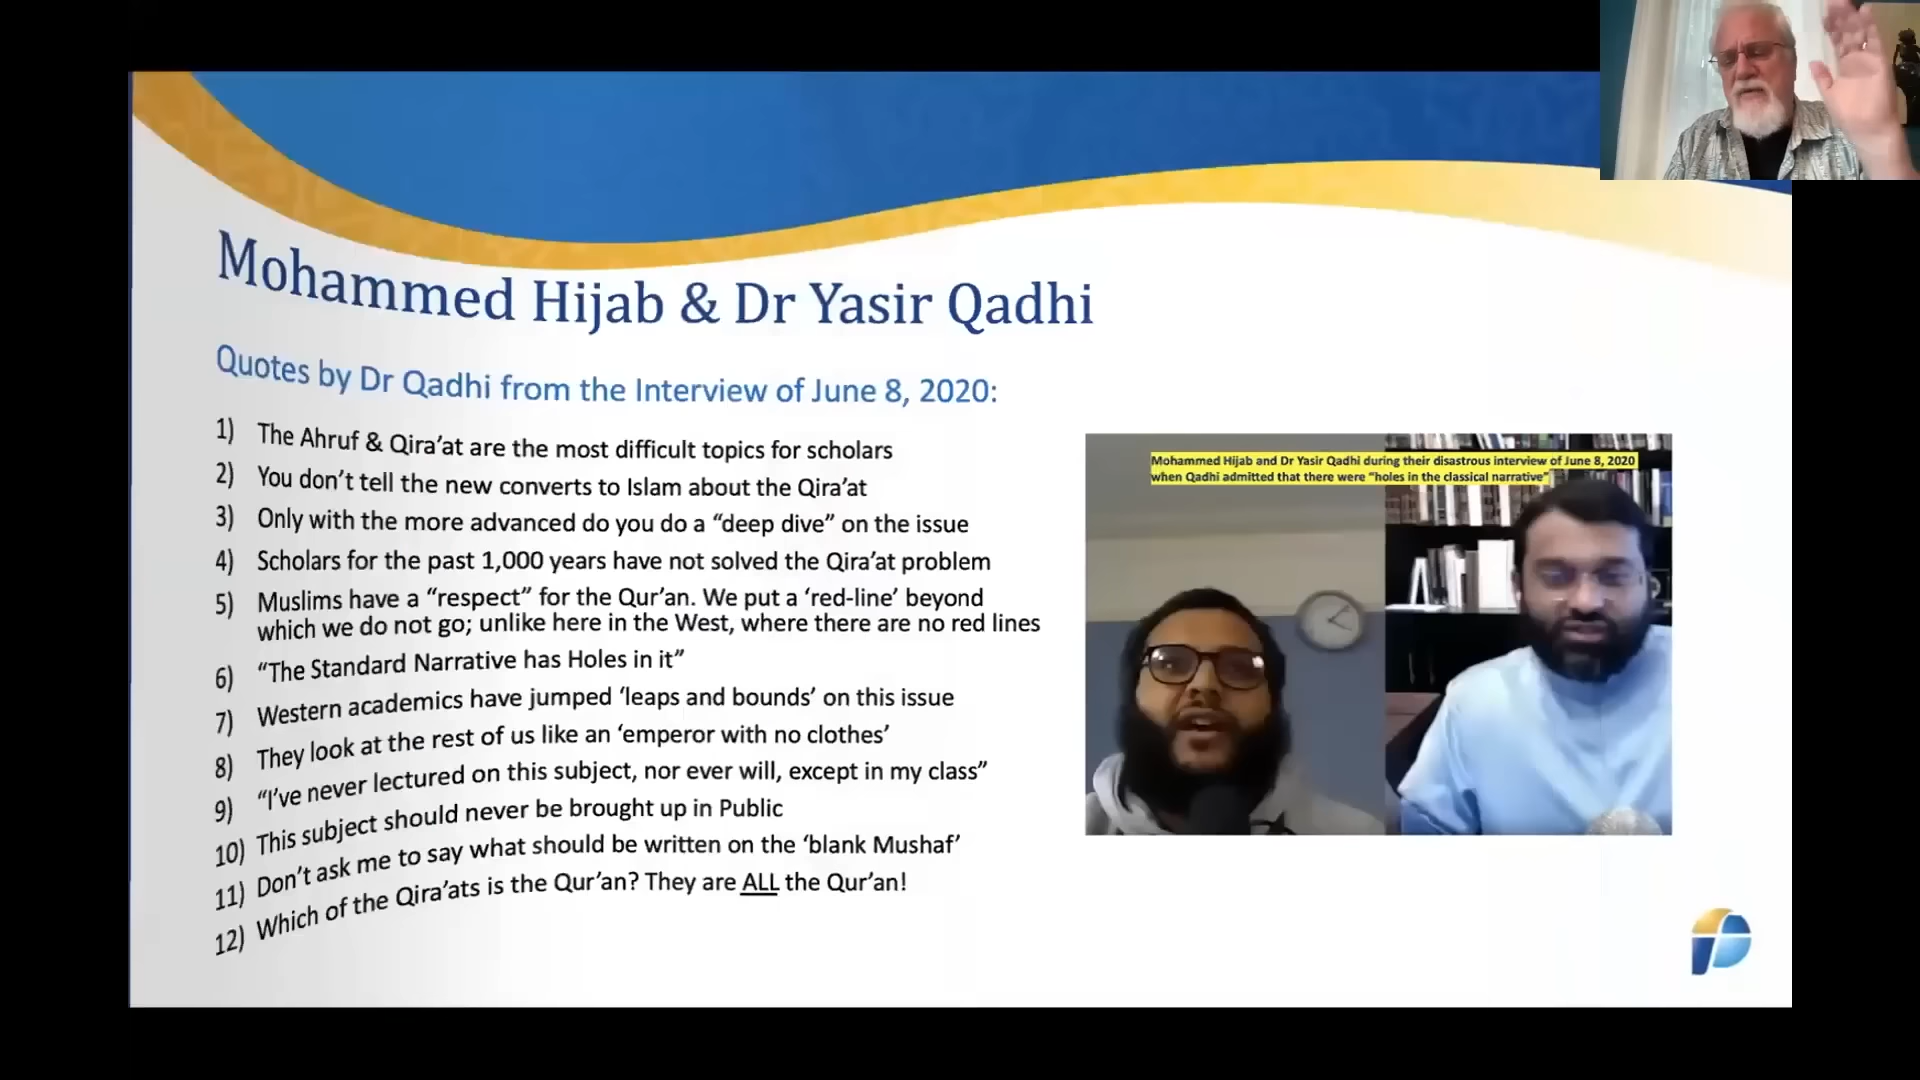 Mohammed Hijab & Dr Yasir Qadhi
Quotes by Dr Qadhi from the Interview of June 8, 2020:
1) The Ahruf & Qira’at are the most difficult topics for scholars
2) You don’t tell the new converts to Islam about the Qira’at
3) Only with the more advanced do you do a “deep dive” on the issue
4) Scholars for the past 1,000 years have not solved the Qira’at problem
5) Muslims have a “respect” for the Qur’an. We put a ‘red-line’ beyond
which we do not go; unlike here in the West, where there are no red lines
6) “The Standard Narrative has Holes in it”
7) Western academics have jumped ‘leaps and bounds’ on this issue
8) They look at the rest of us like an ‘emperor with no clothes’
9) “I’ve never lectured on this subject, nor ever will, except in my class”
10) This subject should never be brought up in Public
11) Don’t ask me to say what should be written on the ‘blank Mushaf’
12) Which of the Qira’ats is the Qur’an? They are ALL the Qur’an!
Mohammed Hijab and Dr Yasir Qadhi during their disastrous interview of June 8, 2020
when Qadhi admitted that there were “holes in the classical narrative”